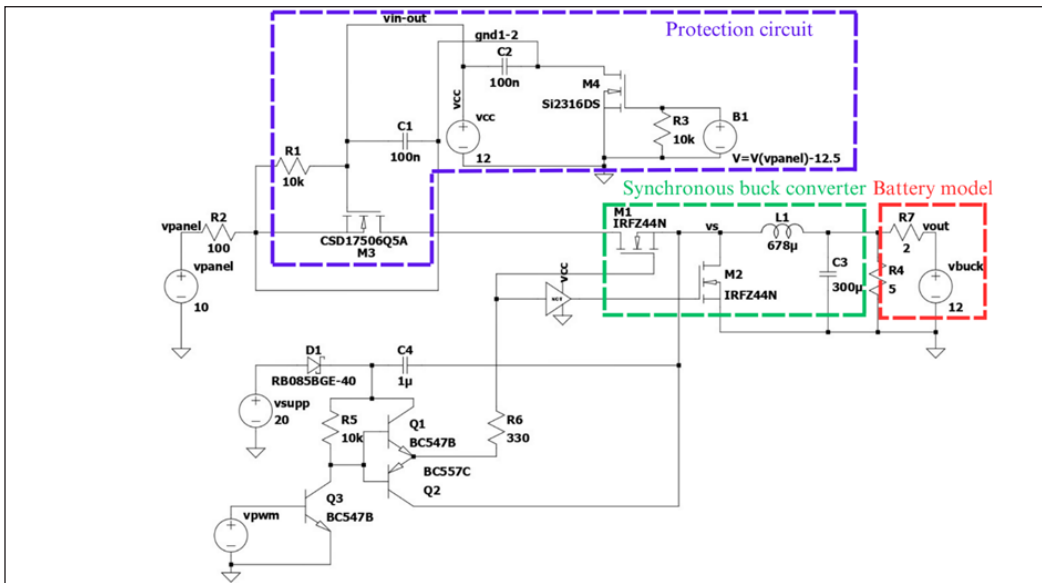 vin-out
Protection circuit
gnd1-2
C2
100n
M4
Si2316DS
vcc
vcc
12
C1
100n
R3
10k
B1
V=V(vpanel)-12.5
R1
10k
Synchronous buck converter
Battery model
vpanel
R2
100
CSD17506Q5A
M3
M1
IRFZ44N
vs
L1
678µ
R7
2
vout
vpanel
10
vcc
M2
IRFZ44N
C3
300µ
R4
5
vbuck
12
D1
RB085BGE-40
C4
1µ
vsupp
20
R5
10k
Q1
BC547B
R6
330
BC557C
Q2
Q3
BC547B
vpwm